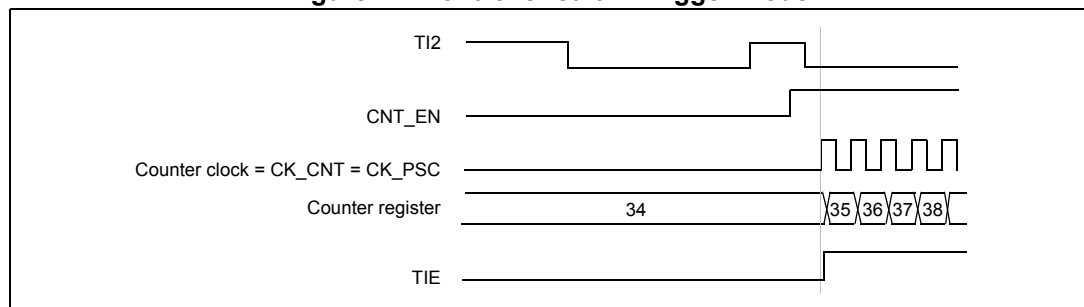 TI2
CNT_EN
Counter clock = CK_CNT = CK_PSC
Counter register 34 35 36 37 38
TIE